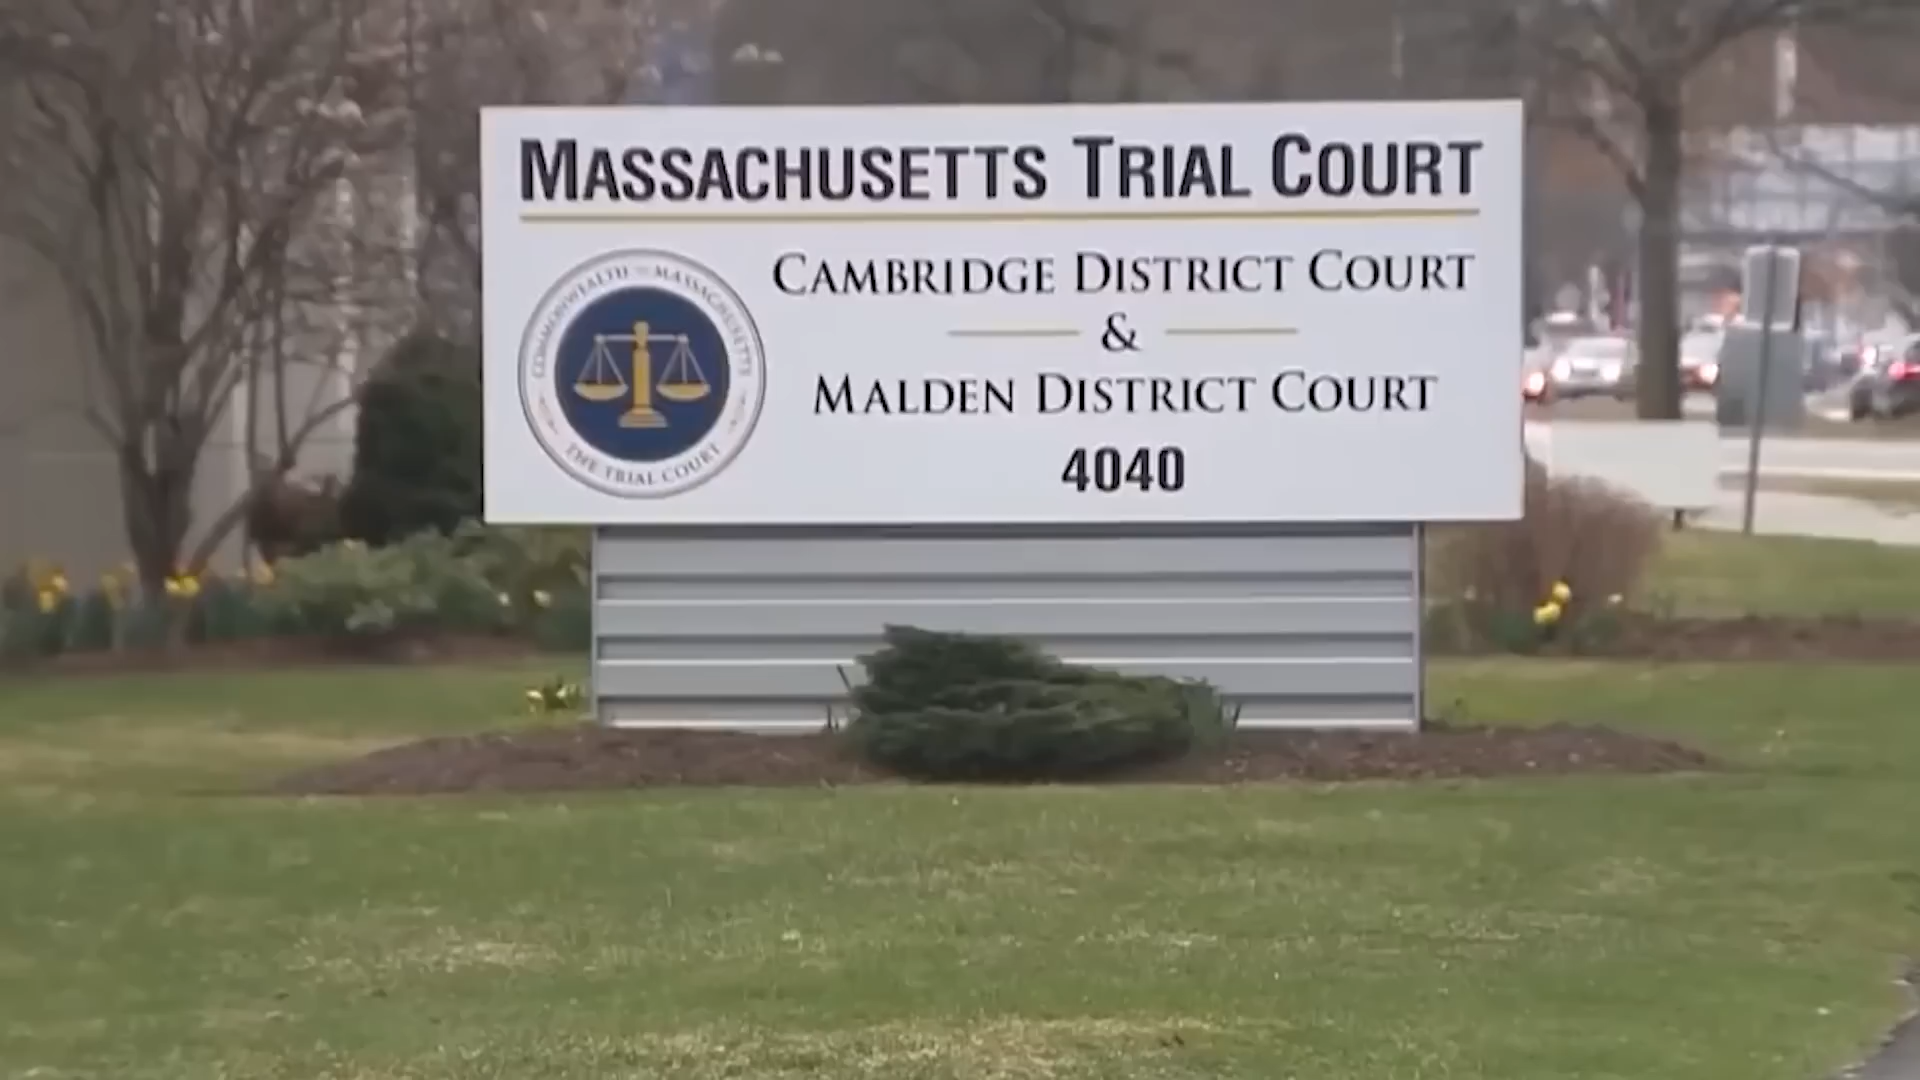 MASSACHUSETTS TRIAL COURT
COMMONWEALTH OF MASSACHUSETTS
THE TRIAL COURT
CAMBRIDGE DISTRICT COURT
&
MALDEN DISTRICT COURT
4040